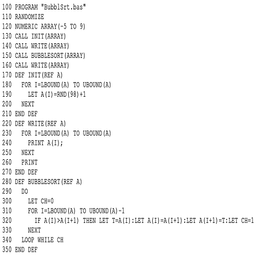 100 PROGRAM "BubblSrt.bas"
110 RANDOMIZE
120 NUMERIC ARRAY(-5 TO 9)
130 CALL INIT(ARRAY)
140 CALL WRITE(ARRAY)
150 CALL BUBBLESORT(ARRAY)
160 CALL WRITE(ARRAY)
170 DEF INIT(REF A)
180   FOR I=LBOUND(A) TO UBOUND(A)
190     LET A(I)=RND(98)+1
200   NEXT
210 END DEF
220 DEF WRITE(REF A)
230   FOR I=LBOUND(A) TO UBOUND(A)
240     PRINT A(I);
250   NEXT
260   PRINT
270 END DEF
280 DEF BUBBLESORT(REF A)
290   DO
300     LET CH=0
310     FOR I=LBOUND(A) TO UBOUND(A)-1
320       IF A(I)>A(I+1) THEN LET T=A(I):LET A(I)=A(I+1):LET A(I+1)=T:LET CH=1
330     NEXT
340   LOOP WHILE CH
350 END DEF